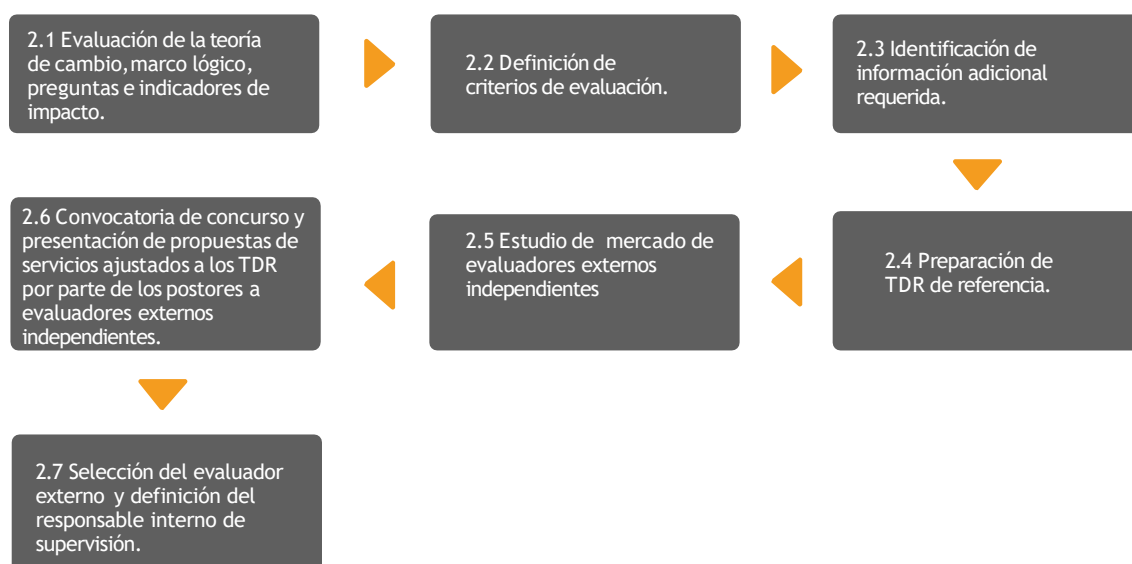 2.1 Evaluación de la teoría
de cambio, marco lógico,
preguntas e indicadores de
impacto.
2.2 Definición de
criterios de evaluación.
2.3 Identificación de
información adicional
requerida.
2.4 Preparación de
TDR de referencia.
2.5 Estudio de mercado de
evaluadores externos
independientes
2.6 Convocatoria de concurso y
presentación de propuestas de
servicios ajustados a los TDR
por parte de los postores a
evaluadores externos
independientes.
2.7 Selección del evaluador
externo y definición del
responsable interno de
supervisión.